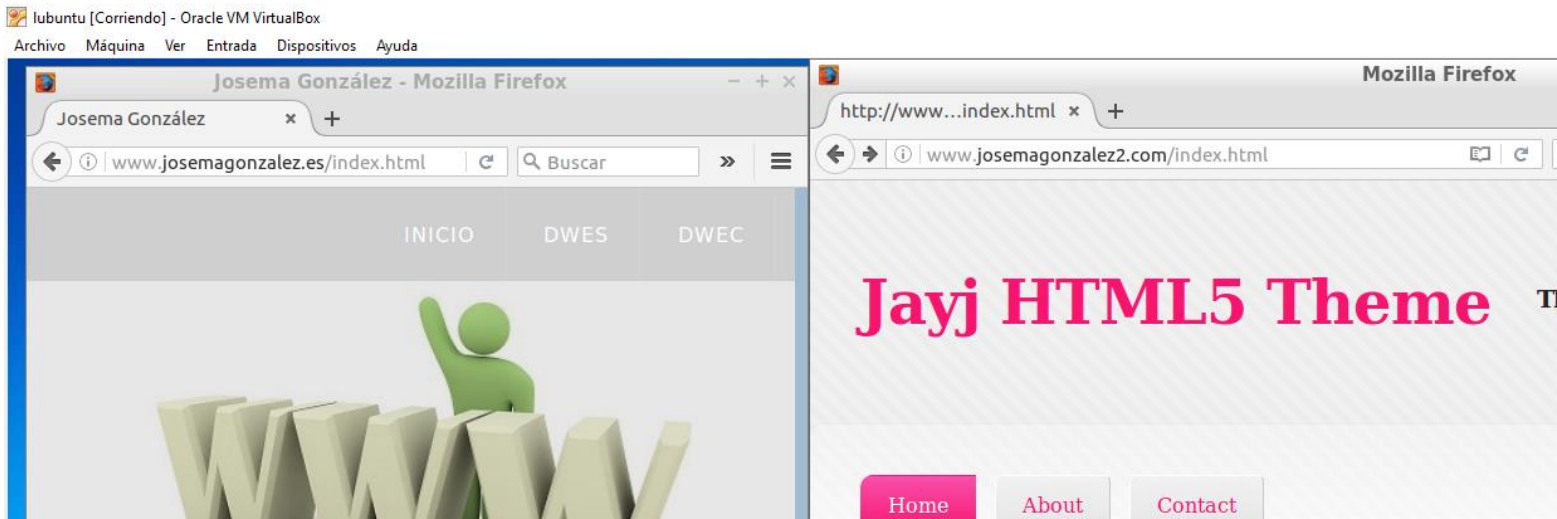 lubuntu [Corriendo] - Oracle VM VirtualBox
Archivo Máquina Ver Entrada Dispositivos Ayuda
Josema González - Mozilla Firefox
Josema González
www.josemagonzalez.es/index.html
Buscar
INICIO DWES DWEC
WWW
Mozilla Firefox
http://www...index.html
www.josemagonzalez2.com/index.html
Jayj HTML5 Theme
Home About Contact